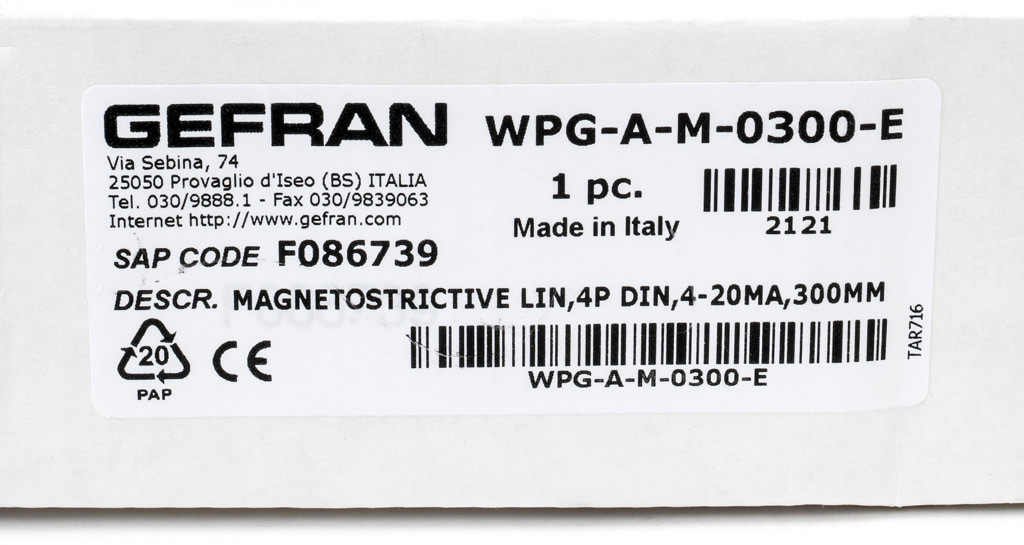 GEFRAN
Via Sebina, 74
25050 Provaglio d'Iseo (BS) ITALIA
Tel. 030/9888.1 - Fax 030/9839063
Internet http://www.gefran.com
SAP CODE F086739
WPG-A-M-0300-E
1 pc.
Made in Italy
2121
DESCR. MAGNETOSTRICTIVE LIN,4P DIN,4-20MA,300MM
20
PAP
CE
WPG-A-M-0300-E
TAR716